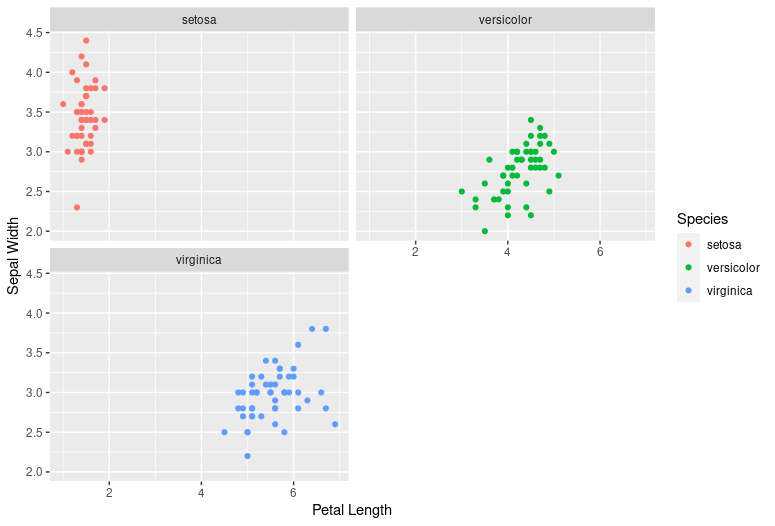 setosa
versicolor
4.5
4.0
3.5
3.0
2.5
2.0
2 4 6
virginica
4.5
4.0
3.5
3.0
2.5
2.0
2 4 6
Sepal Width
Petal Length
Species
setosa
versicolor
virginica